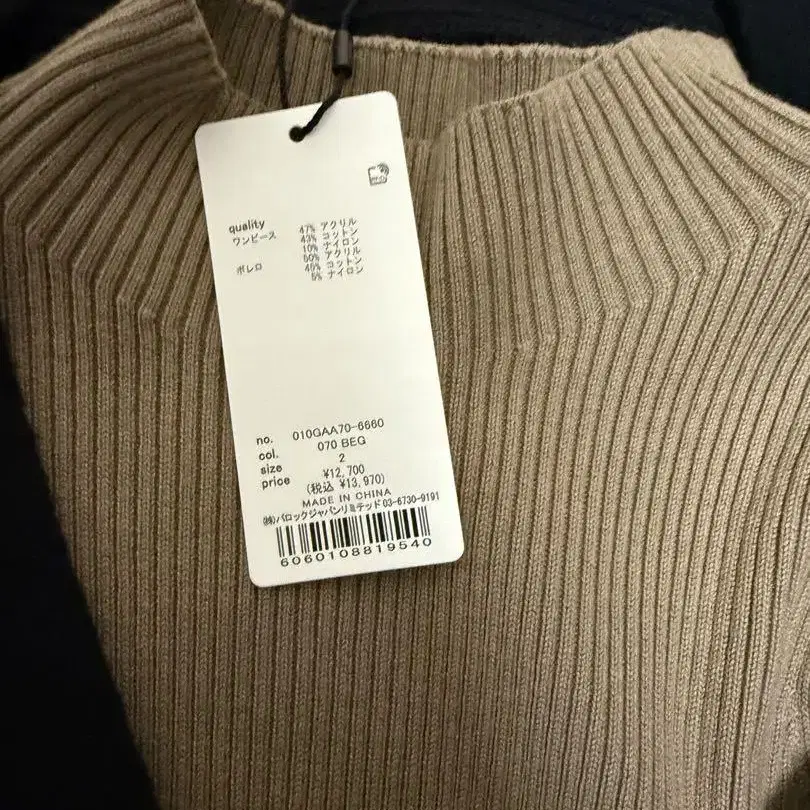 quality
ワンピース 47% アクリル
43% コットン
10% ナイロン
ボレロ 50% アクリル
45% コットン
5% ナイロン
no. 010GAA70-6660
col. 070 BEG
size 2
price ¥12,700
(税込 ¥13,970)
MADE IN CHINA
㈱バロックジャパンリミテッド 03-6730-9191
6060108819540